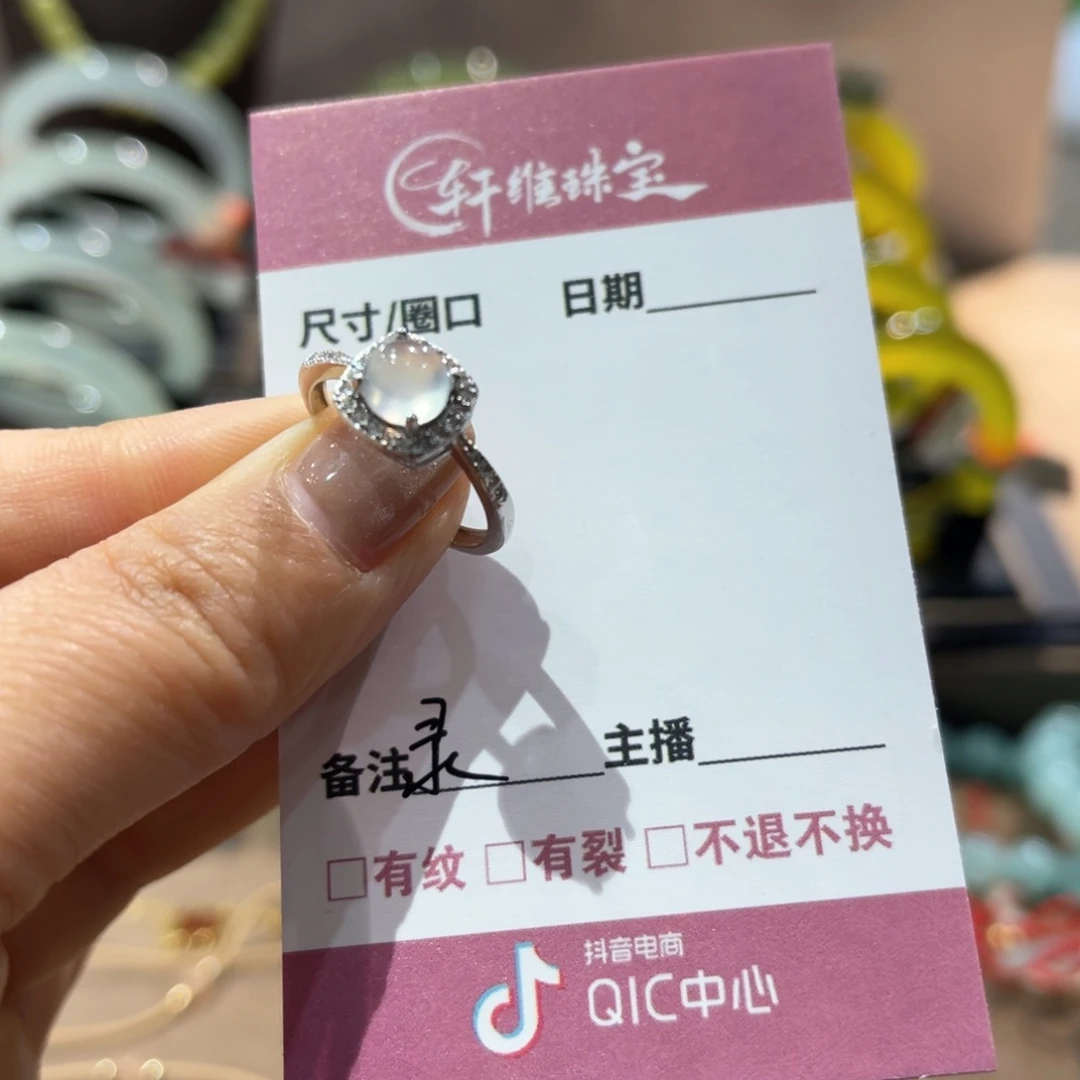 轩维珠宝
尺寸/圈口 日期
备注录 主播
□有纹 □有裂 □不退不换
抖音电商
QIC中心